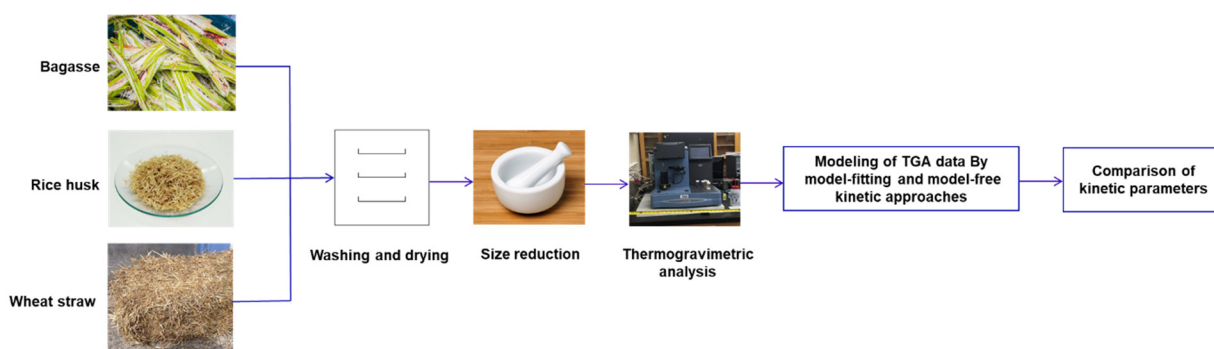 Bagasse
Rice husk
Wheat straw
Washing and drying
Size reduction
Thermogravimetric
analysis
Modeling of TGA data By
model-fitting and model-free
kinetic approaches
Comparison of
kinetic parameters